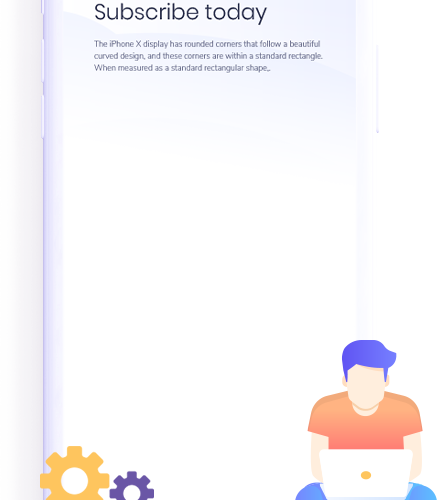 Subscribe today
The iPhone X display has rounded corners that follow a beautiful
curved design, and these corners are within a standard rectangle.
When measured as a standard rectangular shape,.